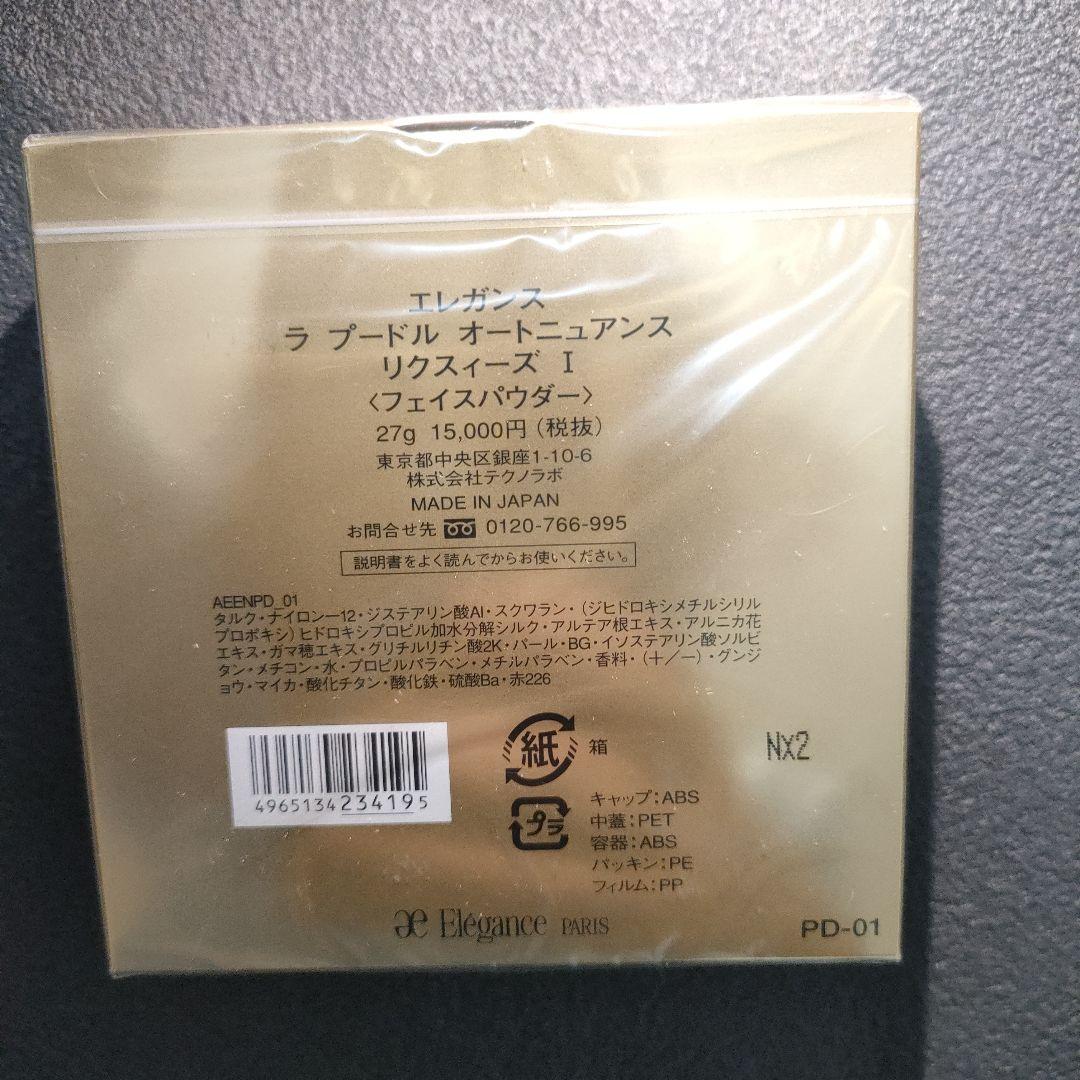 エレガンス
ラ プードル オートニュアンス
リクスィーズ I
〈フェイスパウダー〉
27g 15,000円(税抜)
東京都中央区銀座1-10-6
株式会社テクノラボ
MADE IN JAPAN
お問合せ先 0120-766-995
説明書をよく読んでからお使いください。
AEENPD_01
タルク・ナイロン―12・ジステアリン酸Al・スクワラン・(ジヒドロキシメチルシリル
プロポキシ)ヒドロキシプロピル加水分解シルク・アルテア根エキス・アルニカ花
エキス・ガマ穂エキス・グリチルリチン酸2K・パール・BG・イソステアリン酸ソルビ
タン・メチコン・水・プロピルパラベン・メチルパラベン・香料・(+/―)・グンジ
ョウ・マイカ・酸化チタン・酸化鉄・硫酸Ba・赤226
4965134234195
紙 箱
NX2
プラ
キャップ:ABS
中蓋:PET
容器:ABS
パッキン:PE
フィルム:PP
æ Elégance PARIS
PD-01